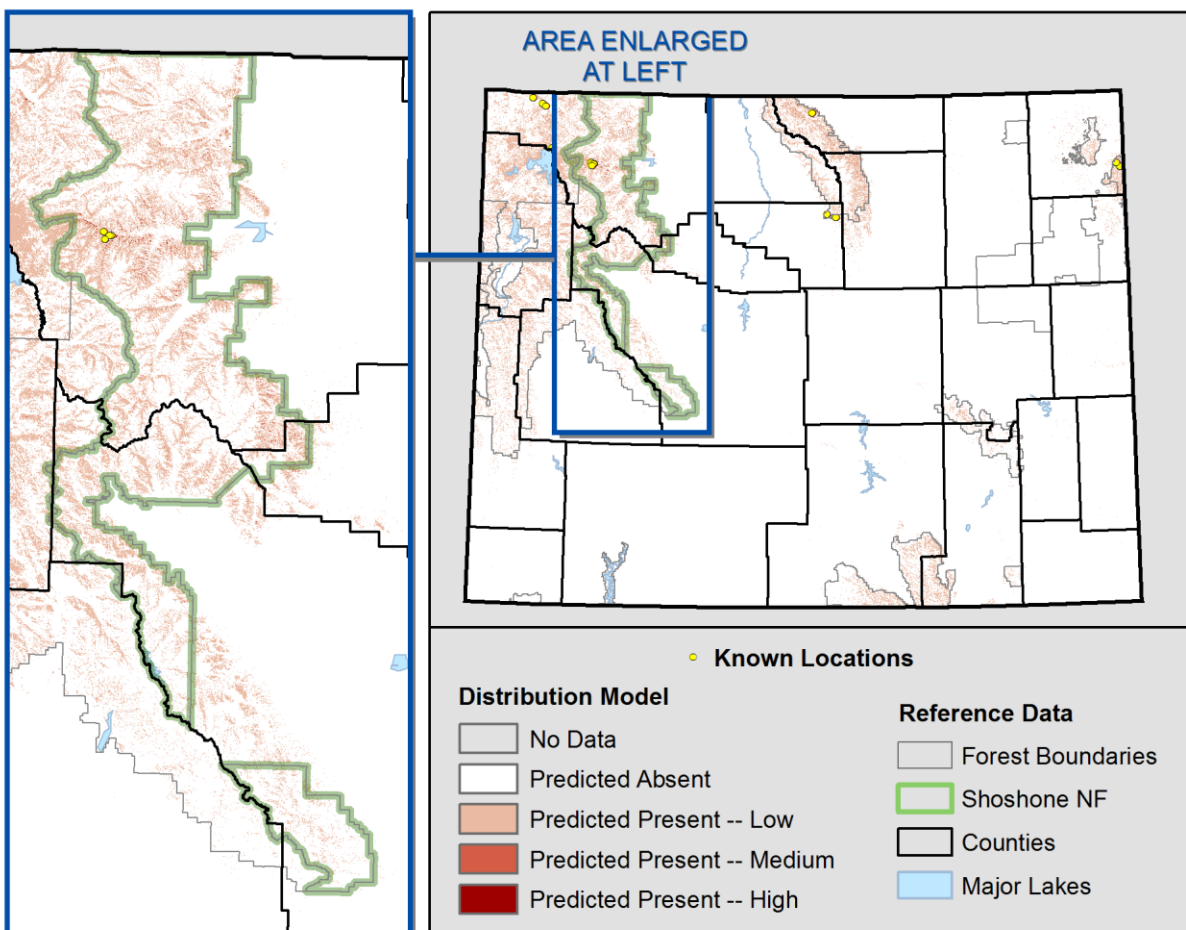 AREA ENLARGED
AT LEFT
Known Locations
Distribution Model
No Data
Predicted Absent
Predicted Present -- Low
Predicted Present -- Medium
Predicted Present -- High
Reference Data
Forest Boundaries
Shoshone NF
Counties
Major Lakes